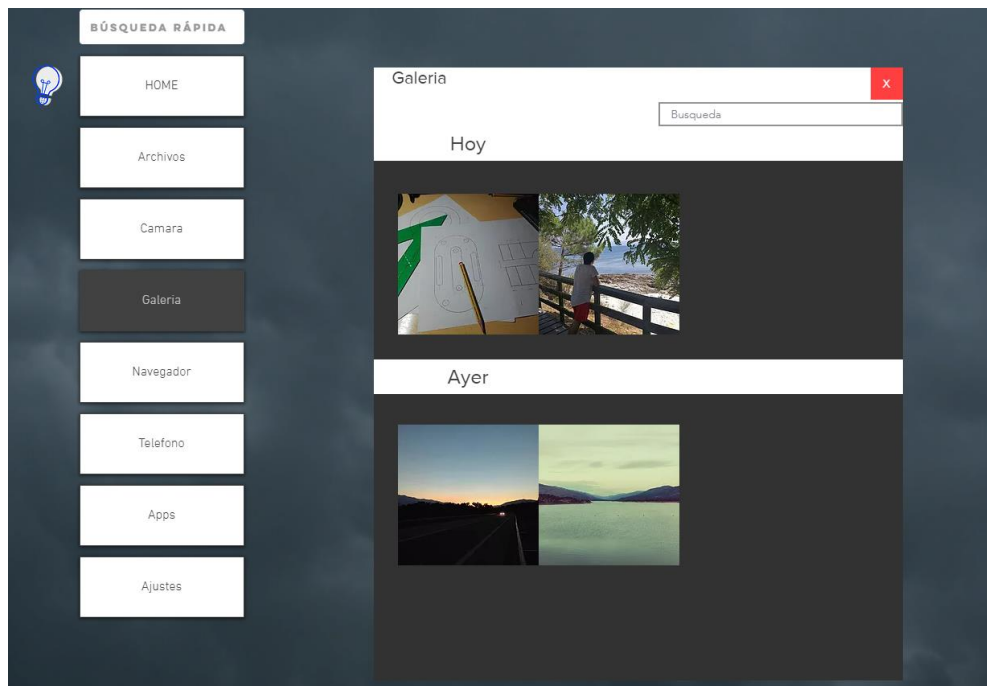 BÚSQUEDA RÁPIDA
HOME
Archivos
Camara
Galeria
Navegador
Telefono
Apps
Ajustes
Galeria
X
Busqueda
Hoy
Ayer